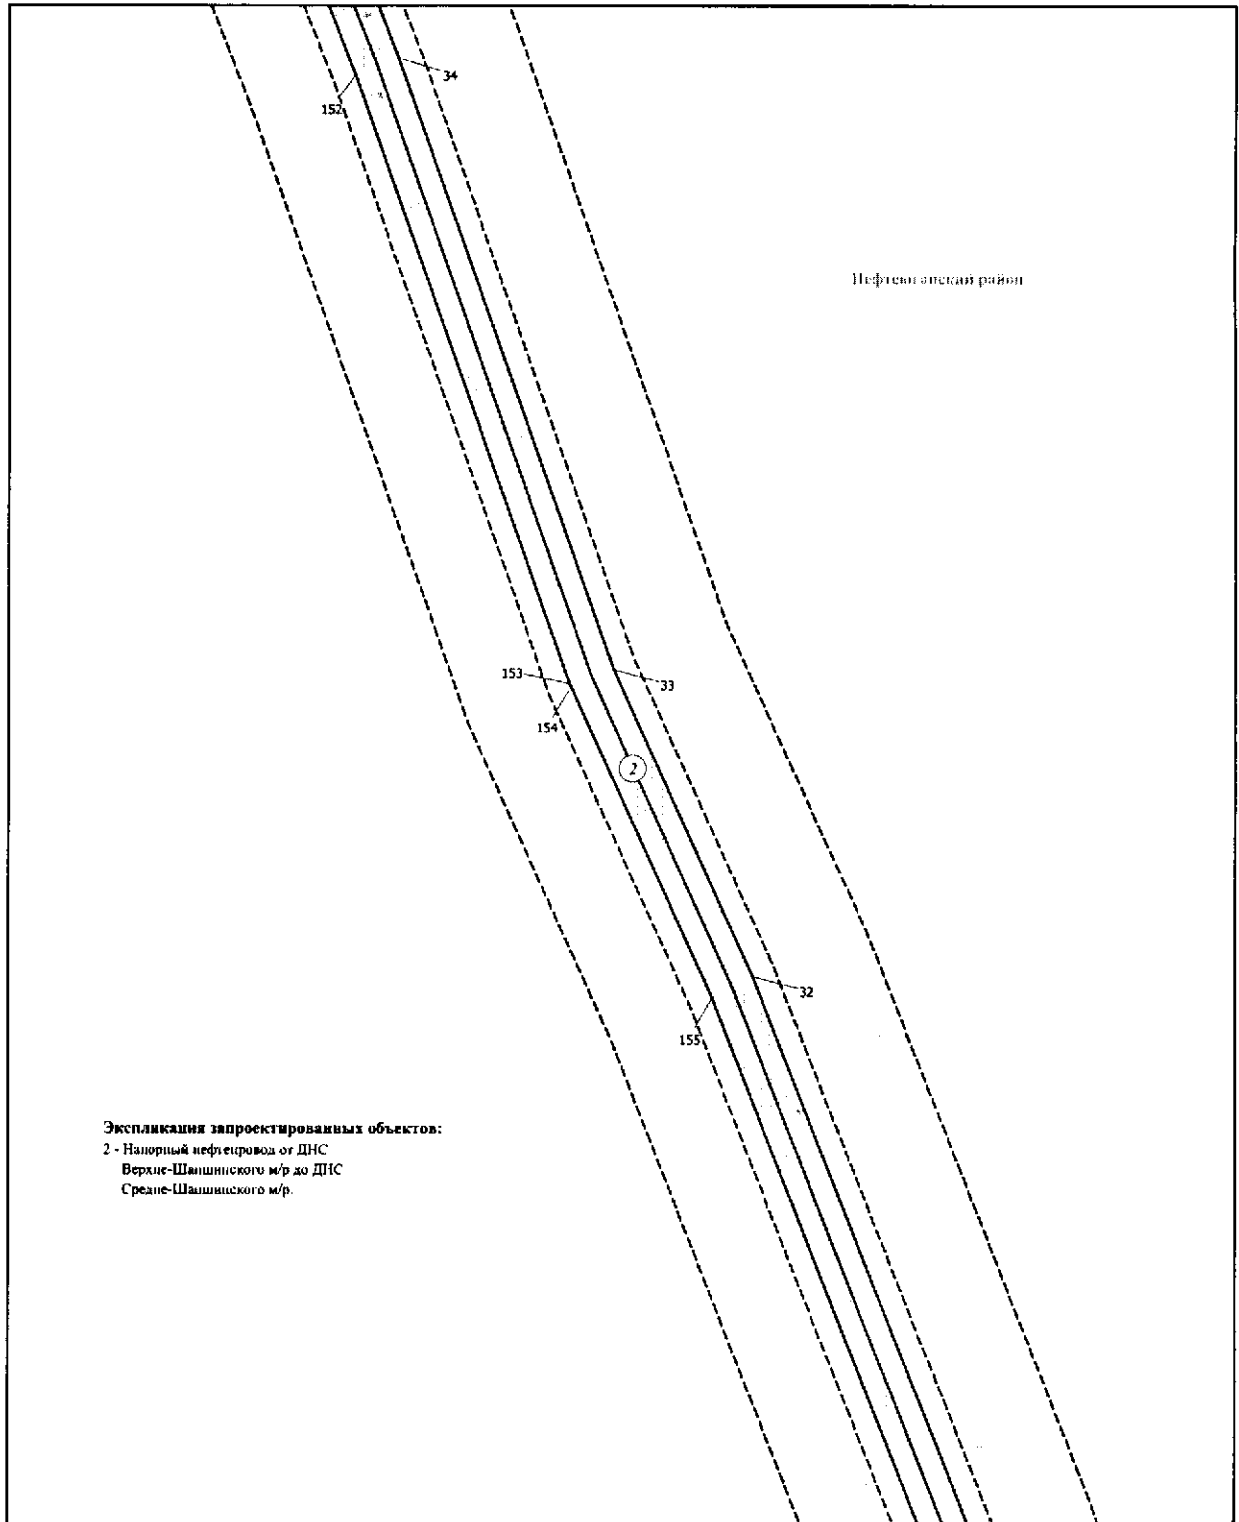 34
152
Нефтеюганский район
153
33
154
2
32
155
Экспликация запроектированных объектов:
2 - Напорный нефтепровод от ДНС
Верхне-Шапшинского м/р до ДНС
Средне-Шапшинского м/р.